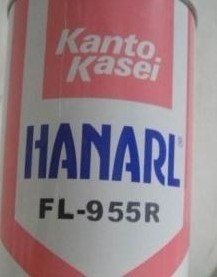 Kanto
Kasei
HANARL®
FL-955R